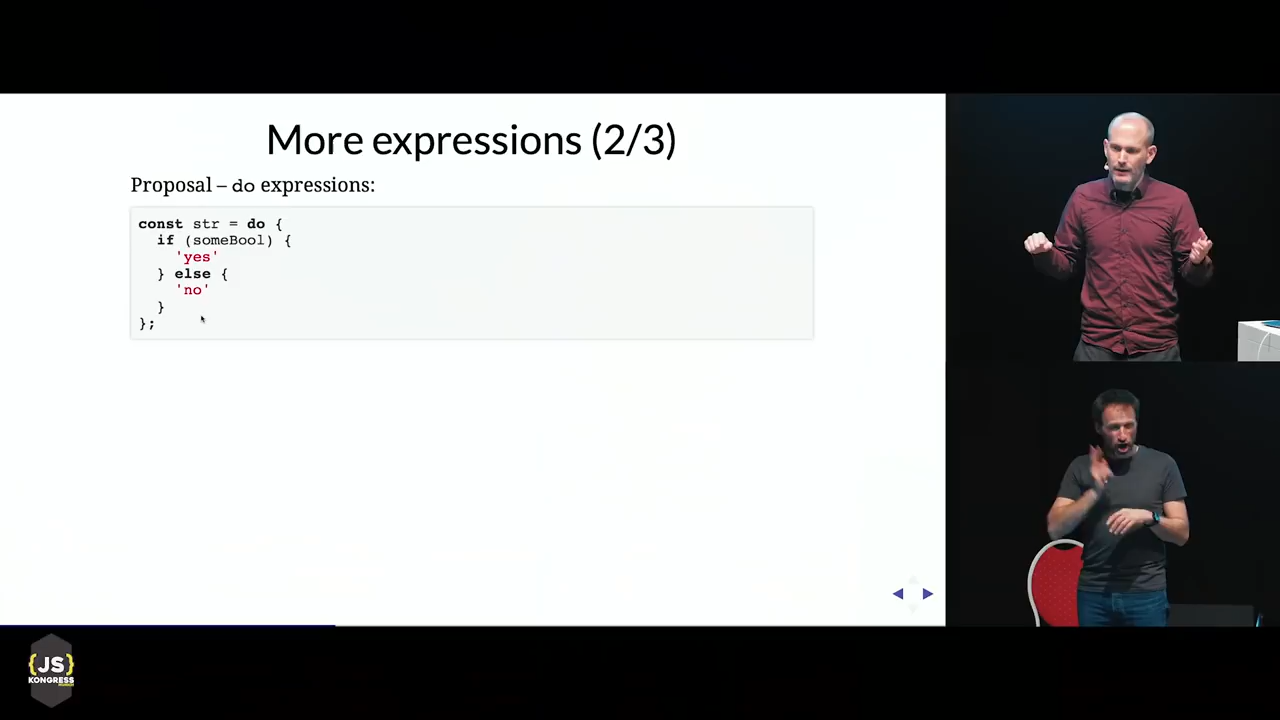 More expressions (2/3)
Proposal – do expressions:
const str = do {
  if (someBool) {
    'yes'
  } else {
    'no'
  }
};
{JS}
KONGRESS